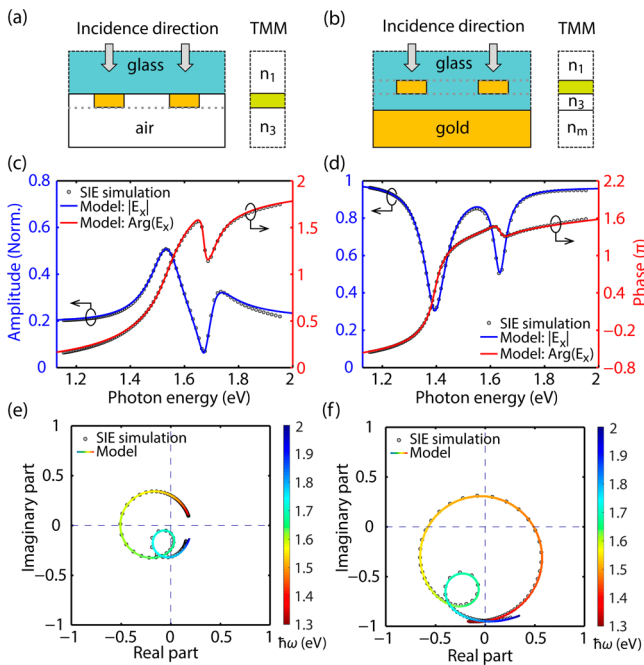 (a)
Incidence direction
TMM
glass
n1
air
n3
(b)
Incidence direction
TMM
glass
n1
n3
gold
nm
(c)
SIE simulation
Model: |Ex|
Model: Arg(Ex)
Amplitude (Norm.)
0.8
0.6
0.4
0.2
0
2
1.5
1
0.5
0
1.2 1.4 1.6 1.8 2
Photon energy (eV)
(d)
1
0.8
0.6
0.4
0.2
0
2.2
1.6
1
0.4
−0.2
−0.8
Phase (π)
SIE simulation
Model: |Ex|
Model: Arg(Ex)
1.2 1.4 1.6 1.8 2
Photon energy (eV)
(e)
SIE simulation
Model
Imaginary part
1
0.5
0
−0.5
−1
−1 −0.5 0 0.5 1
Real part
2
1.9
1.8
1.7
1.6
1.5
1.4
1.3
ħω (eV)
(f)
SIE simulation
Model
Imaginary part
1
0.5
0
−0.5
−1
−1 −0.5 0 0.5 1
Real part
2
1.9
1.8
1.7
1.6
1.5
1.4
1.3
ħω (eV)